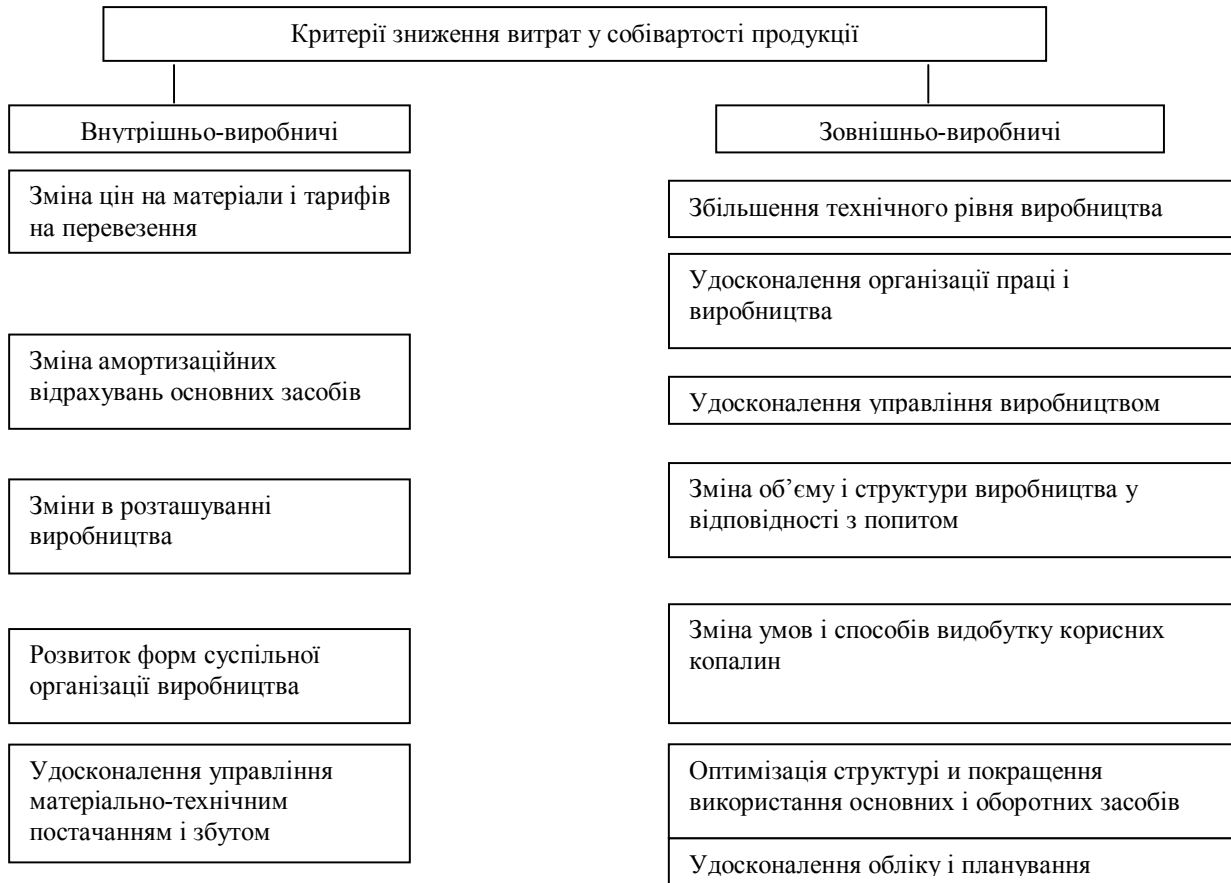 Критерії зниження витрат у собівартості продукції
Внутрішньо-виробничі
Зміна цін на матеріали і тарифів
на перевезення
Зміна амортизаційних
відрахувань основних засобів
Зміни в розташуванні
виробництва
Розвиток форм суспільної
організації виробництва
Удосконалення управління
матеріально-технічним
постачанням і збутом
Зовнішньо-виробничі
Збільшення технічного рівня виробництва
Удосконалення організації праці і
виробництва
Удосконалення управління виробництвом
Зміна об’єму і структури виробництва у
відповідності з попитом
Зміна умов і способів видобутку корисних
копалин
Оптимізація структурі и покращення
використання основних і оборотних засобів
Удосконалення обліку і планування